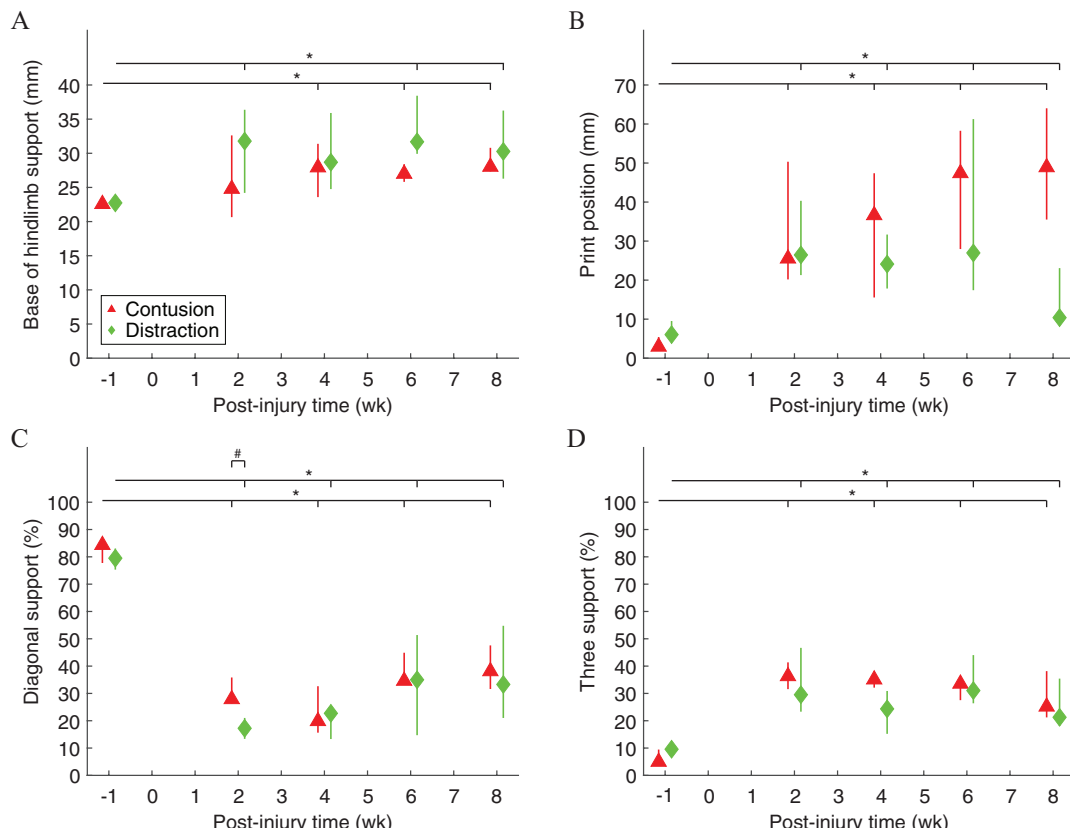 A
*
*
Base of hindlimb support (mm)
40
35
30
25
20
15
10
5
0
Contusion
Distraction
-1 0 1 2 3 4 5 6 7 8
Post-injury time (wk)
B
*
*
Print position (mm)
70
60
50
40
30
20
10
0
-1 0 1 2 3 4 5 6 7 8
Post-injury time (wk)
C
#
*
*
Diagonal support (%)
100
90
80
70
60
50
40
30
20
10
0
-1 0 1 2 3 4 5 6 7 8
Post-injury time (wk)
D
*
*
Three support (%)
100
90
80
70
60
50
40
30
20
10
0
-1 0 1 2 3 4 5 6 7 8
Post-injury time (wk)